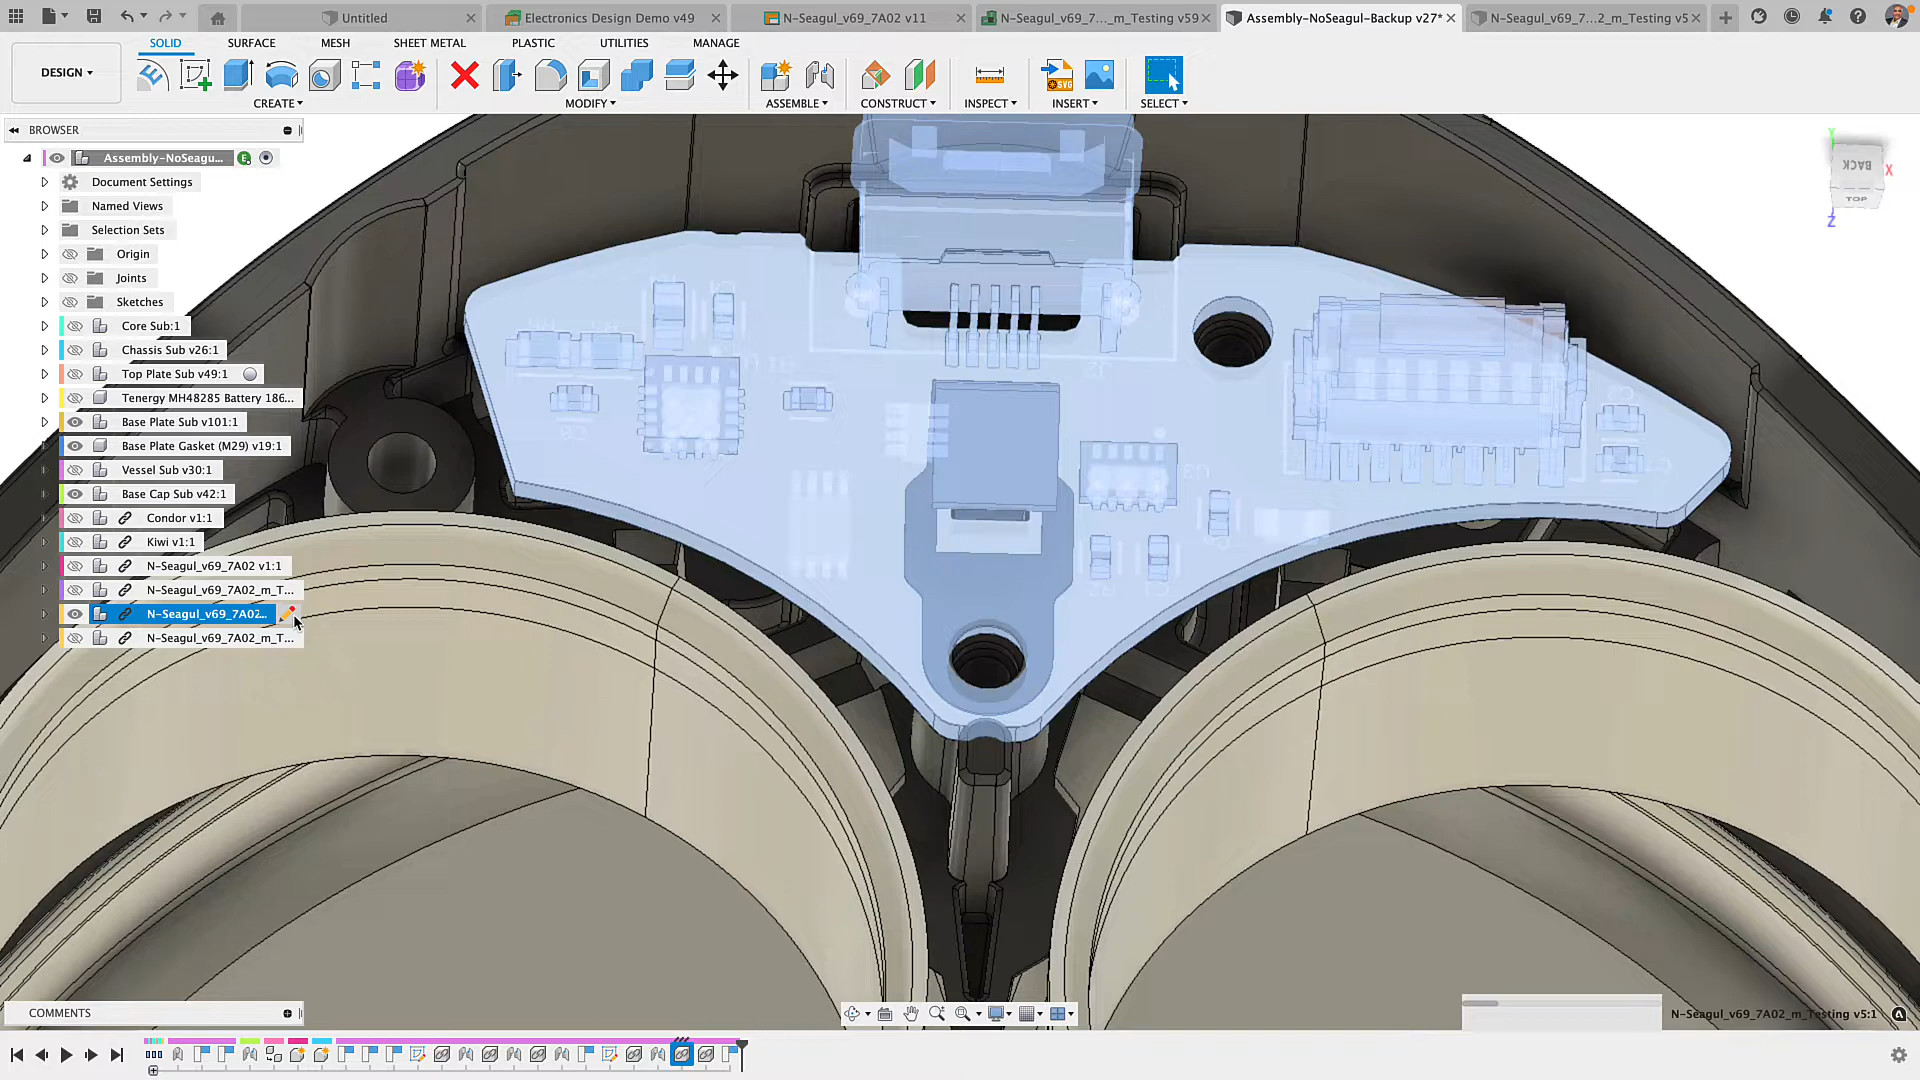 Untitled
Electronics Design Demo v49
N-Seagul_v69_7A02 v11
N-Seagul_v69_7..._m_Testing v59
Assembly-NoSeagul-Backup v27*
N-Seagul_v69_7...2_m_Testing v5
SOLID
SURFACE
MESH
SHEET METAL
PLASTIC
UTILITIES
MANAGE
DESIGN
CREATE
MODIFY
ASSEMBLE
CONSTRUCT
INSPECT
INSERT
SELECT
SVG
BROWSER
Assembly-NoSeagu...
E
Document Settings
Named Views
Selection Sets
Origin
Joints
Sketches
Core Sub:1
Chassis Sub v26:1
Top Plate Sub v49:1
Tenergy MH48285 Battery 186...
Base Plate Sub v101:1
Base Plate Gasket (M29) v19:1
Vessel Sub v30:1
Base Cap Sub v42:1
Condor v1:1
Kiwi v1:1
N-Seagul_v69_7A02 v1:1
N-Seagul_v69_7A02_m_T...
N-Seagul_v69_7A02...
N-Seagul_v69_7A02_m_T...
Y
BACK
X
TOP
Z
COMMENTS
N-Seagul_v69_7A02_m_Testing v5:1